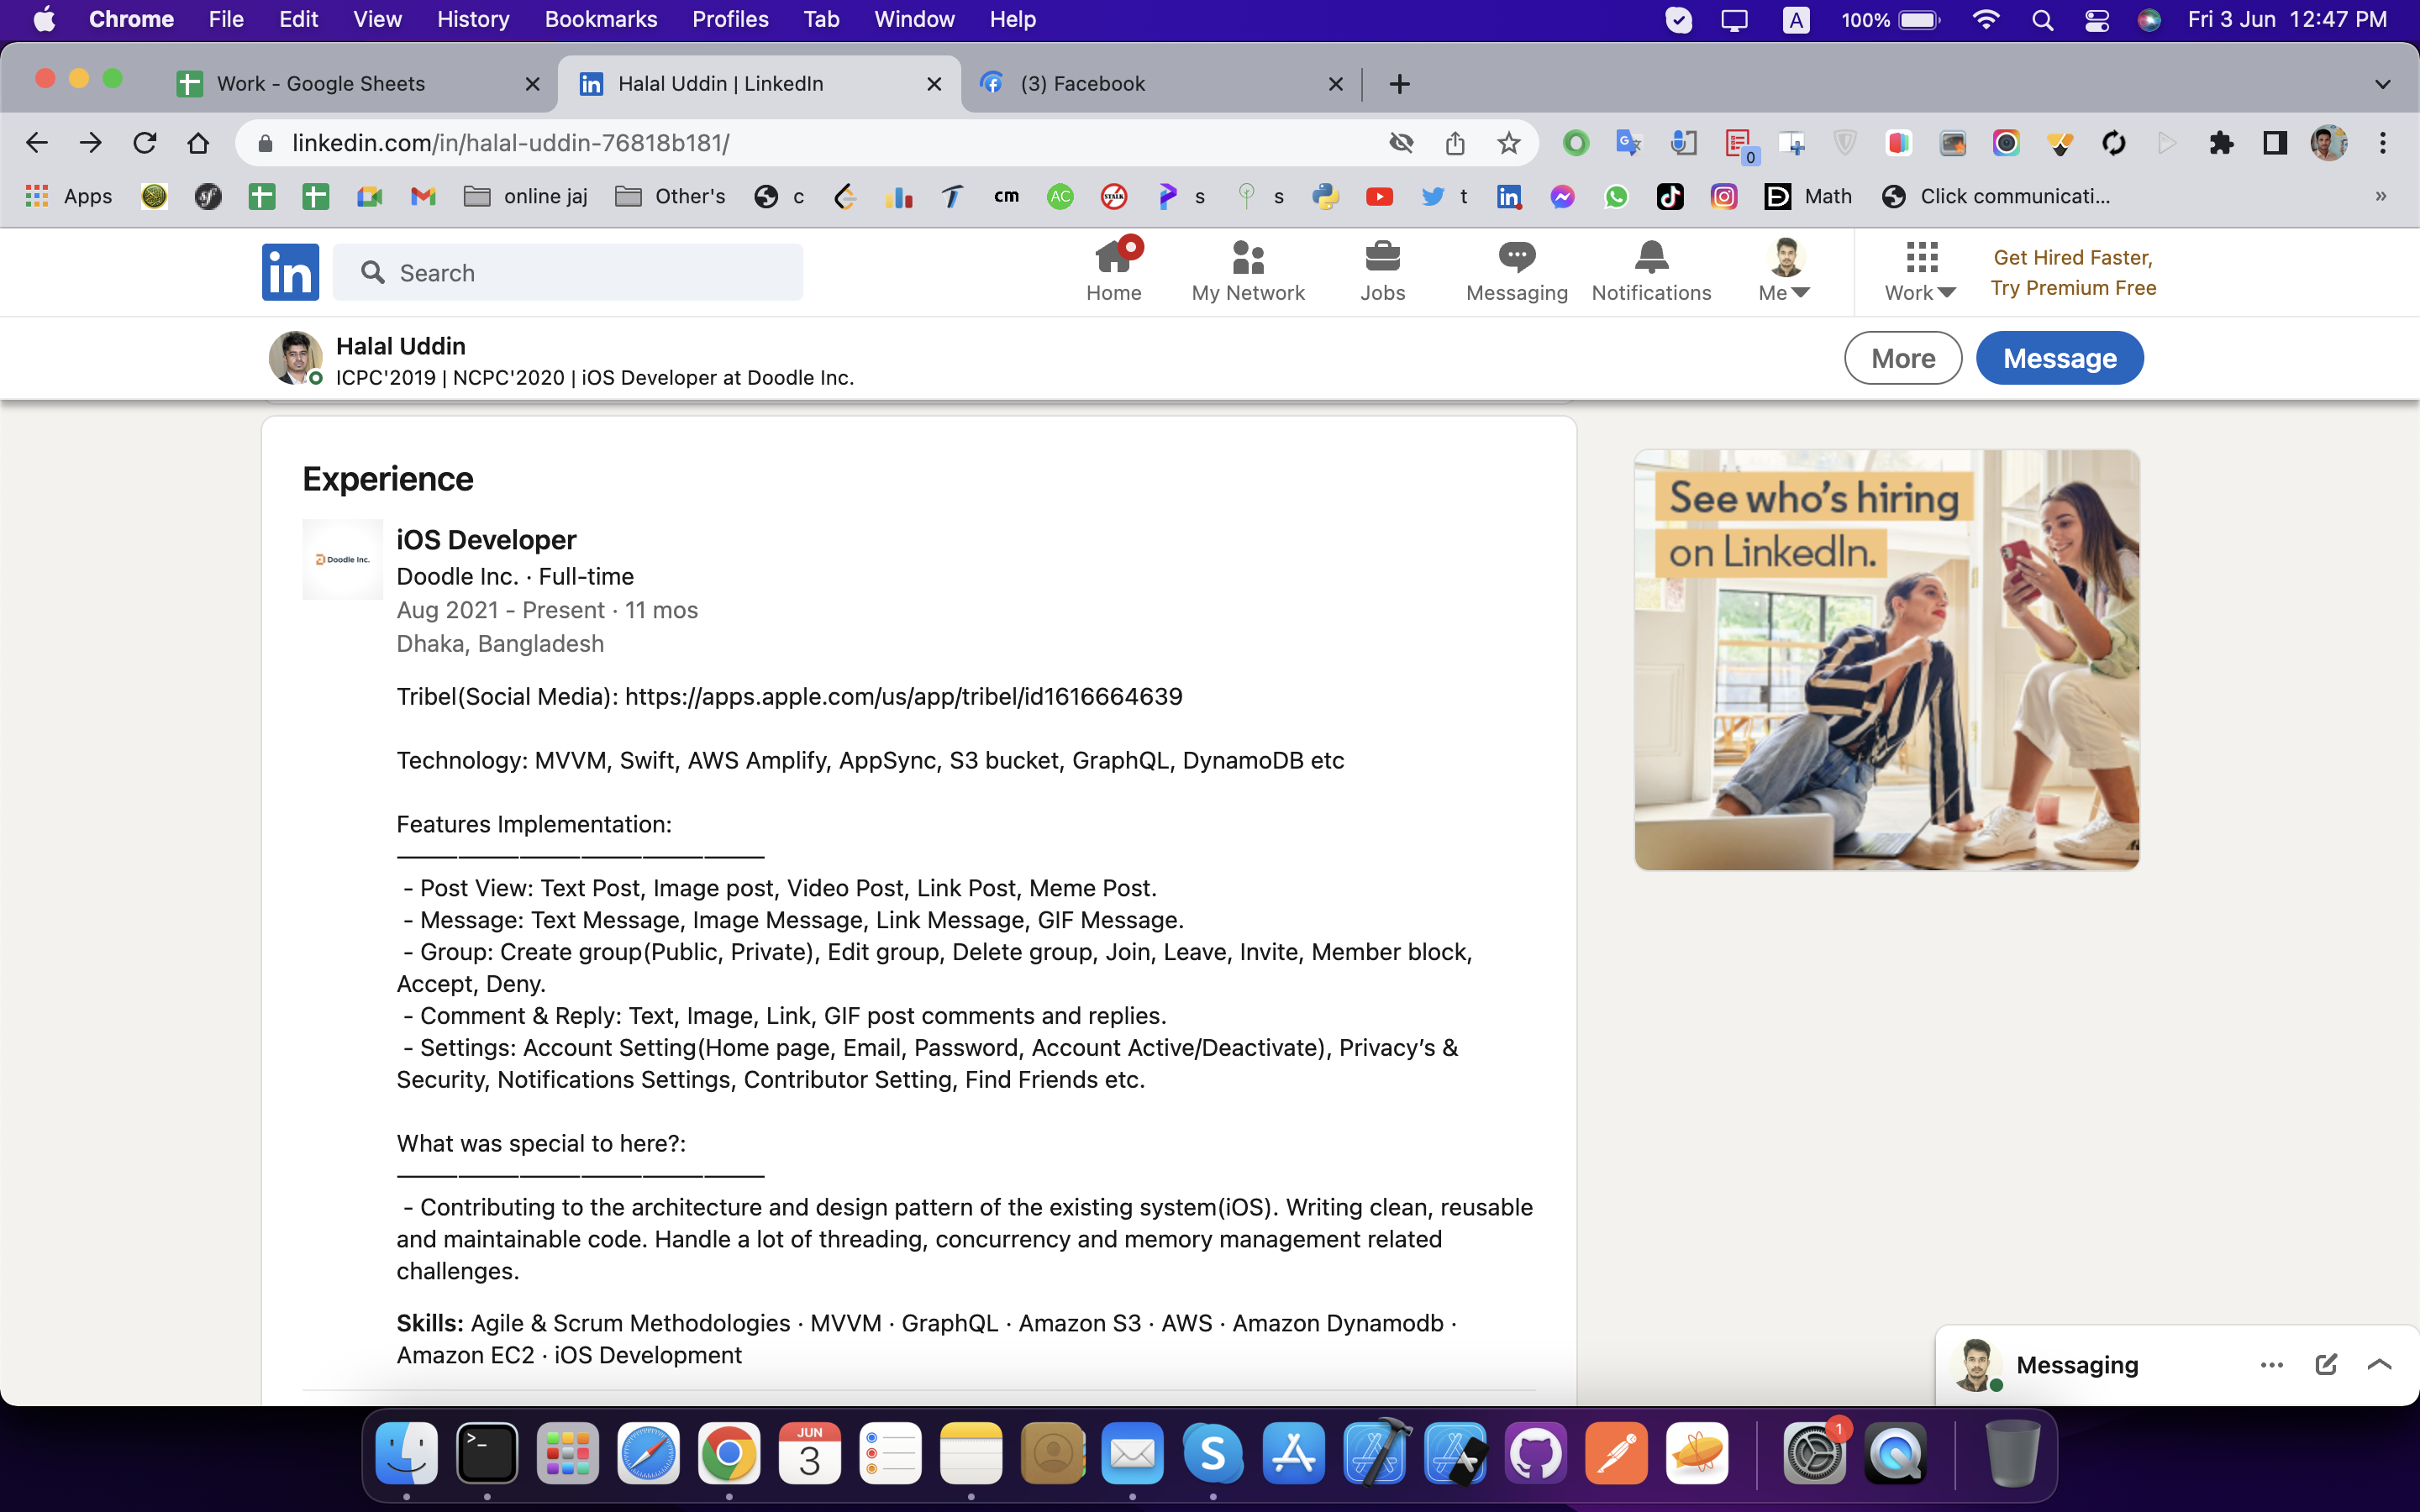 Chrome File Edit View History Bookmarks Profiles Tab Window Help A 100% Fri 3 Jun 12:47 PM
Work - Google Sheets
Halal Uddin | LinkedIn
(3) Facebook
linkedin.com/in/halal-uddin-76818b181/
0
Apps sf online jaj Other's c cm AC STALK s s t in D Math Click communicati... »
in Search
Home My Network Jobs Messaging Notifications Me Work
Get Hired Faster,
Try Premium Free
Halal Uddin
ICPC'2019 | NCPC'2020 | iOS Developer at Doodle Inc.
More Message
Experience
Doodle Inc.
iOS Developer
Doodle Inc. · Full-time
Aug 2021 - Present · 11 mos
Dhaka, Bangladesh
Tribel(Social Media): https://apps.apple.com/us/app/tribel/id1616664639
Technology: MVVM, Swift, AWS Amplify, AppSync, S3 bucket, GraphQL, DynamoDB etc
Features Implementation:
——————————————————
- Post View: Text Post, Image post, Video Post, Link Post, Meme Post.
- Message: Text Message, Image Message, Link Message, GIF Message.
- Group: Create group(Public, Private), Edit group, Delete group, Join, Leave, Invite, Member block,
Accept, Deny.
- Comment & Reply: Text, Image, Link, GIF post comments and replies.
- Settings: Account Setting(Home page, Email, Password, Account Active/Deactivate), Privacy’s &
Security, Notifications Settings, Contributor Setting, Find Friends etc.
What was special to here?:
——————————————————
- Contributing to the architecture and design pattern of the existing system(iOS). Writing clean, reusable
and maintainable code. Handle a lot of threading, concurrency and memory management related
challenges.
Skills: Agile & Scrum Methodologies · MVVM · GraphQL · Amazon S3 · AWS · Amazon Dynamodb ·
Amazon EC2 · iOS Development
See who’s hiring
on LinkedIn.
Messaging
JUN
3
1